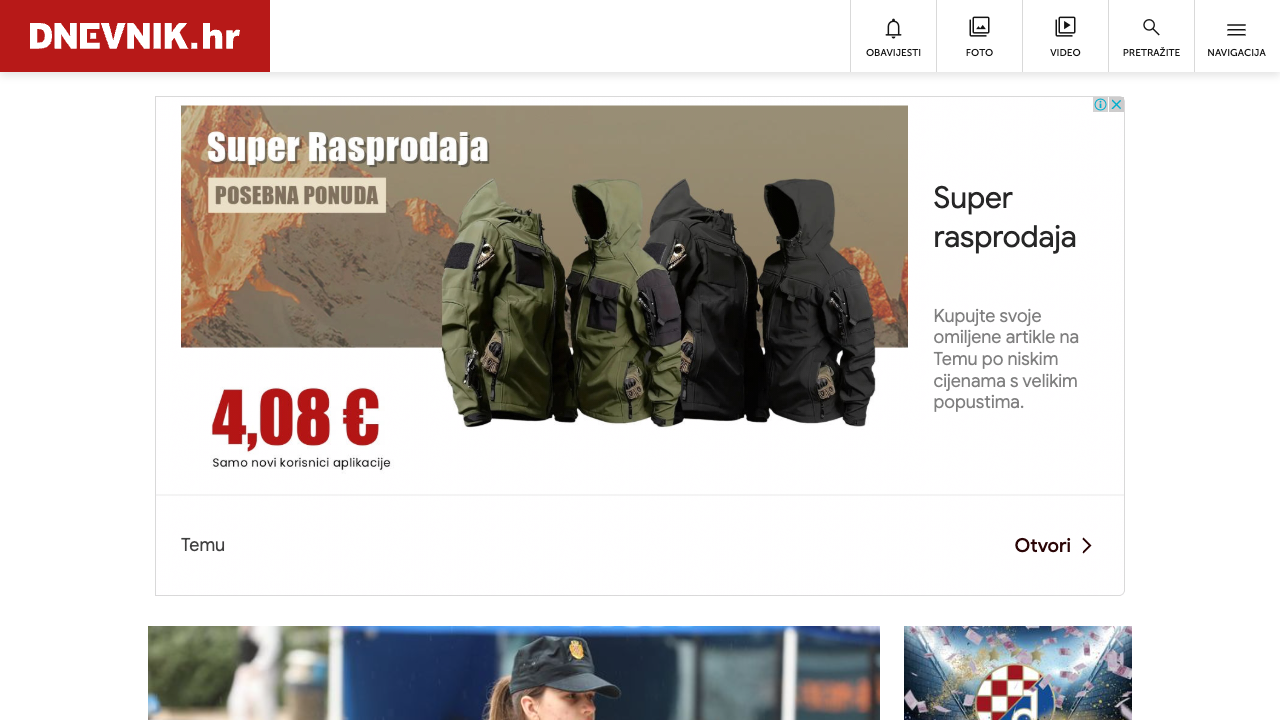 DNEVNIK.hr
OBAVIJESTI
FOTO
VIDEO
PRETRAŽITE
NAVIGACIJA
Super Rasprodaja
POSEBNA PONUDA
4,08 €
Samo novi korisnici aplikacije
Super
rasprodaja
Kupujte svoje
omiljene artikle na
Temu po niskim
cijenama s velikim
popustima.
Temu
Otvori